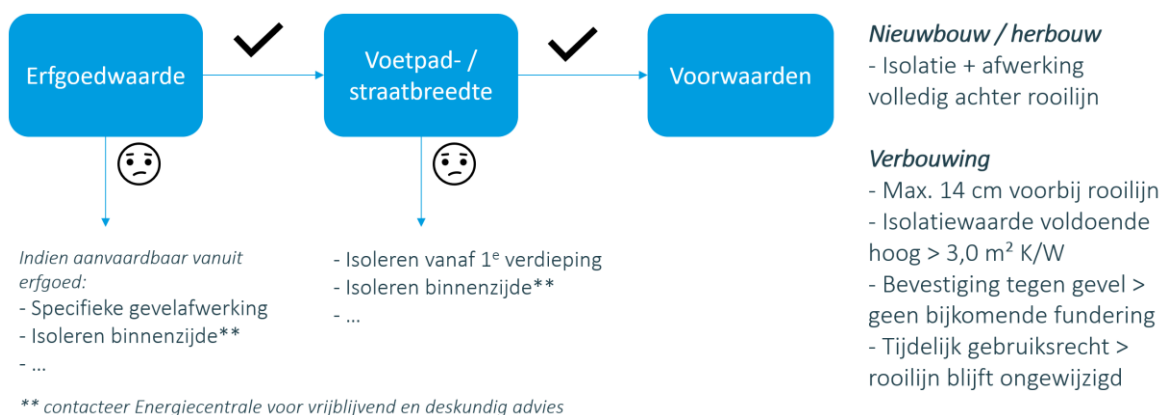 Erfgoedwaarde
Voetpad- /
straatbreedte
Voorwaarden
Indien aanvaardbaar vanuit
erfgoed:
- Specifieke gevelafwerking
- Isoleren binnenzijde**
- ...
- Isoleren vanaf 1e verdieping
- Isoleren binnenzijde**
- ...
** contacteer Energiecentrale voor vrijblijvend en deskundig advies
Nieuwbouw / herbouw
- Isolatie + afwerking
volledig achter rooilijn
Verbouwing
- Max. 14 cm voorbij rooilijn
- Isolatiewaarde voldoende
hoog > 3,0 m² K/W
- Bevestiging tegen gevel >
geen bijkomende fundering
- Tijdelijk gebruiksrecht >
rooilijn blijft ongewijzigd